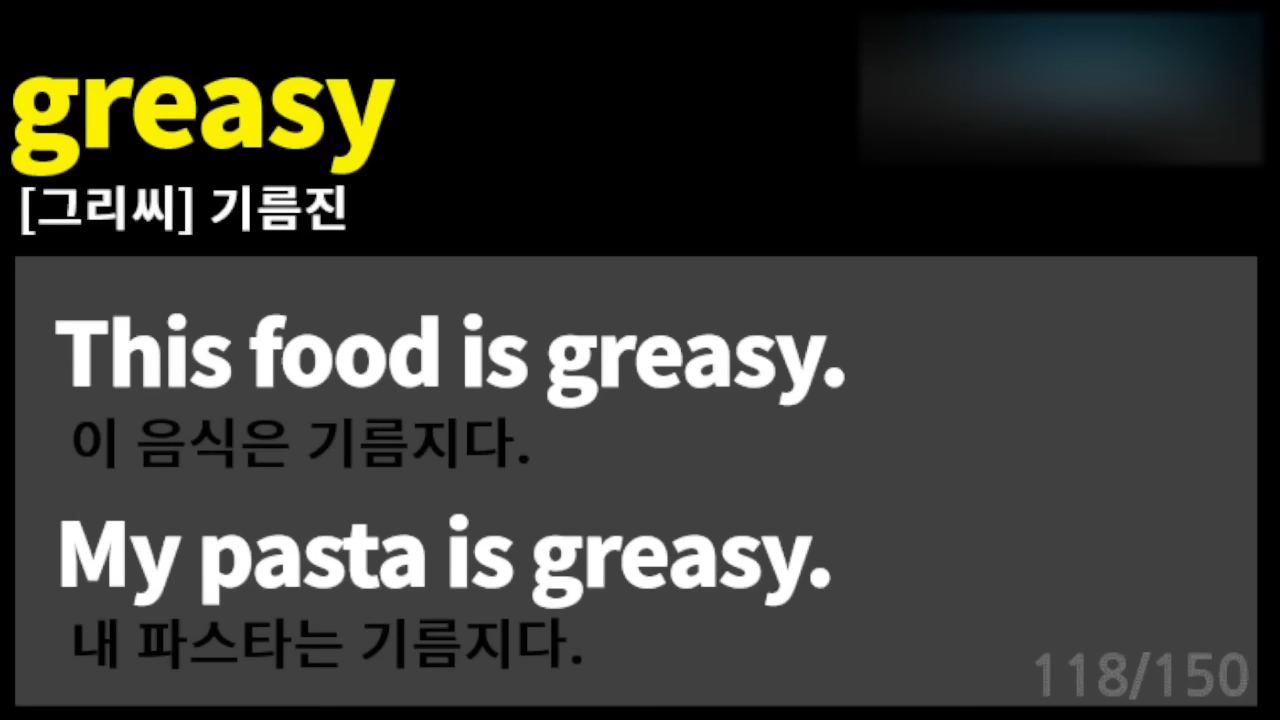 greasy
[그리씨] 기름진
This food is greasy.
이 음식은 기름지다.
My pasta is greasy.
내 파스타는 기름지다.
118/150